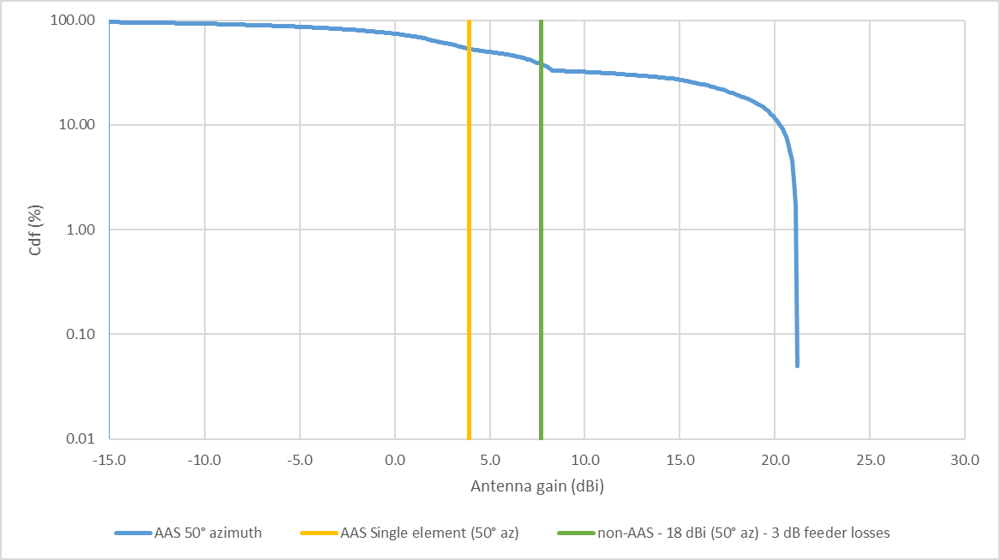 100.00
10.00
1.00
0.10
0.01
Cdf (%)
-15.0 -10.0 -5.0 0.0 5.0 10.0 15.0 20.0 25.0 30.0
Antenna gain (dBi)
AAS 50° azimuth AAS Single element (50° az) non-AAS - 18 dBi (50° az) - 3 dB feeder losses